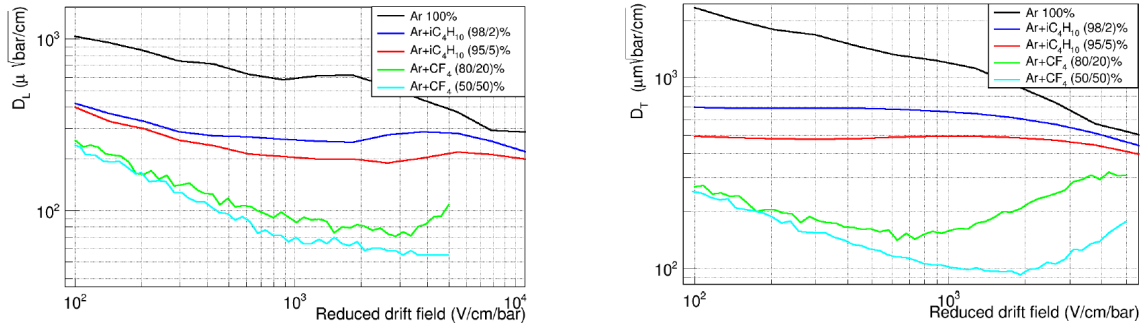 D_L (μ √bar/cm)
10³
10²
Ar 100%
Ar+iC₄H₁₀ (98/2)%
Ar+iC₄H₁₀ (95/5)%
Ar+CF₄ (80/20)%
Ar+CF₄ (50/50)%
10² 10³ 10⁴
Reduced drift field (V/cm/bar)
D_T (μm√bar/cm)
10³
10²
Ar 100%
Ar+iC₄H₁₀ (98/2)%
Ar+iC₄H₁₀ (95/5)%
Ar+CF₄ (80/20)%
Ar+CF₄ (50/50)%
10² 10³
Reduced drift field (V/cm/bar)